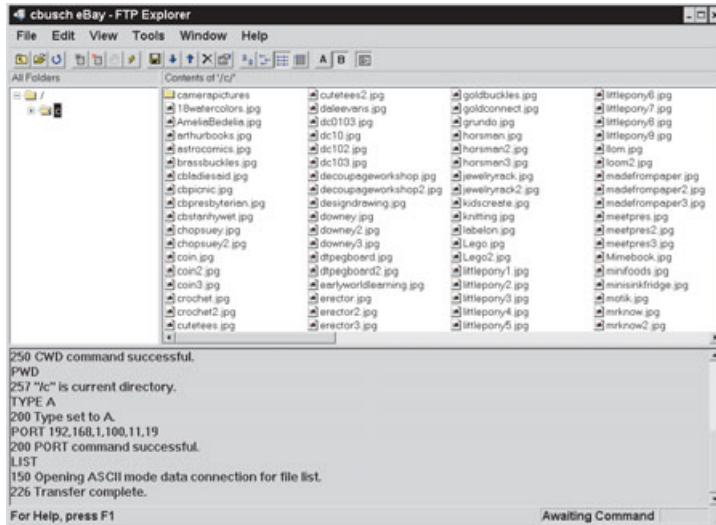 cbusch eBay - FTP Explorer
File Edit View Tools Window Help
A B
All Folders
Contents of '/c/'
/
c
camerapictures
18watercolors.jpg
AmeliaBedelia.jpg
arthurbooks.jpg
astrocomics.jpg
brassbuckles.jpg
cbladiesaid.jpg
cbpicnic.jpg
cbpresbyterian.jpg
cbstanhywet.jpg
chopsuey.jpg
chopsuey2.jpg
coin.jpg
coin2.jpg
coin3.jpg
crochet.jpg
crochet2.jpg
cutetees.jpg
cutetees2.jpg
daleevans.jpg
dc0103.jpg
dc10.jpg
dc102.jpg
dc103.jpg
decoupageworkshop.jpg
decoupageworkshop2.jpg
designdrawing.jpg
downey.jpg
downey2.jpg
downey3.jpg
dtpegboard.jpg
dtpegboard2.jpg
earlyworldlearning.jpg
erector.jpg
erector2.jpg
erector3.jpg
goldbuckles.jpg
goldconnect.jpg
grundo.jpg
horsman.jpg
horsman2.jpg
horsman3.jpg
jewelryrack.jpg
jewelryrack2.jpg
kidscreate.jpg
knitting.jpg
labelon.jpg
Lego.jpg
Lego2.jpg
littlepony1.jpg
littlepony2.jpg
littlepony3.jpg
littlepony4.jpg
littlepony5.jpg
littlepony6.jpg
littlepony7.jpg
littlepony8.jpg
littlepony9.jpg
llom.jpg
loom2.jpg
madefrompaper.jpg
madefrompaper2.jpg
madefrompaper3.jpg
meetpres.jpg
meetpres2.jpg
meetpres3.jpg
Mimebook.jpg
minifoods.jpg
minisinkfridge.jpg
motik.jpg
mrknow.jpg
mrknow2.jpg
250 CWD command successful.
PWD
257 "/c" is current directory.
TYPE A
200 Type set to A.
PORT 192,168,1,100,11,19
200 PORT command successful.
LIST
150 Opening ASCII mode data connection for file list.
226 Transfer complete.
For Help, press F1
Awaiting Command